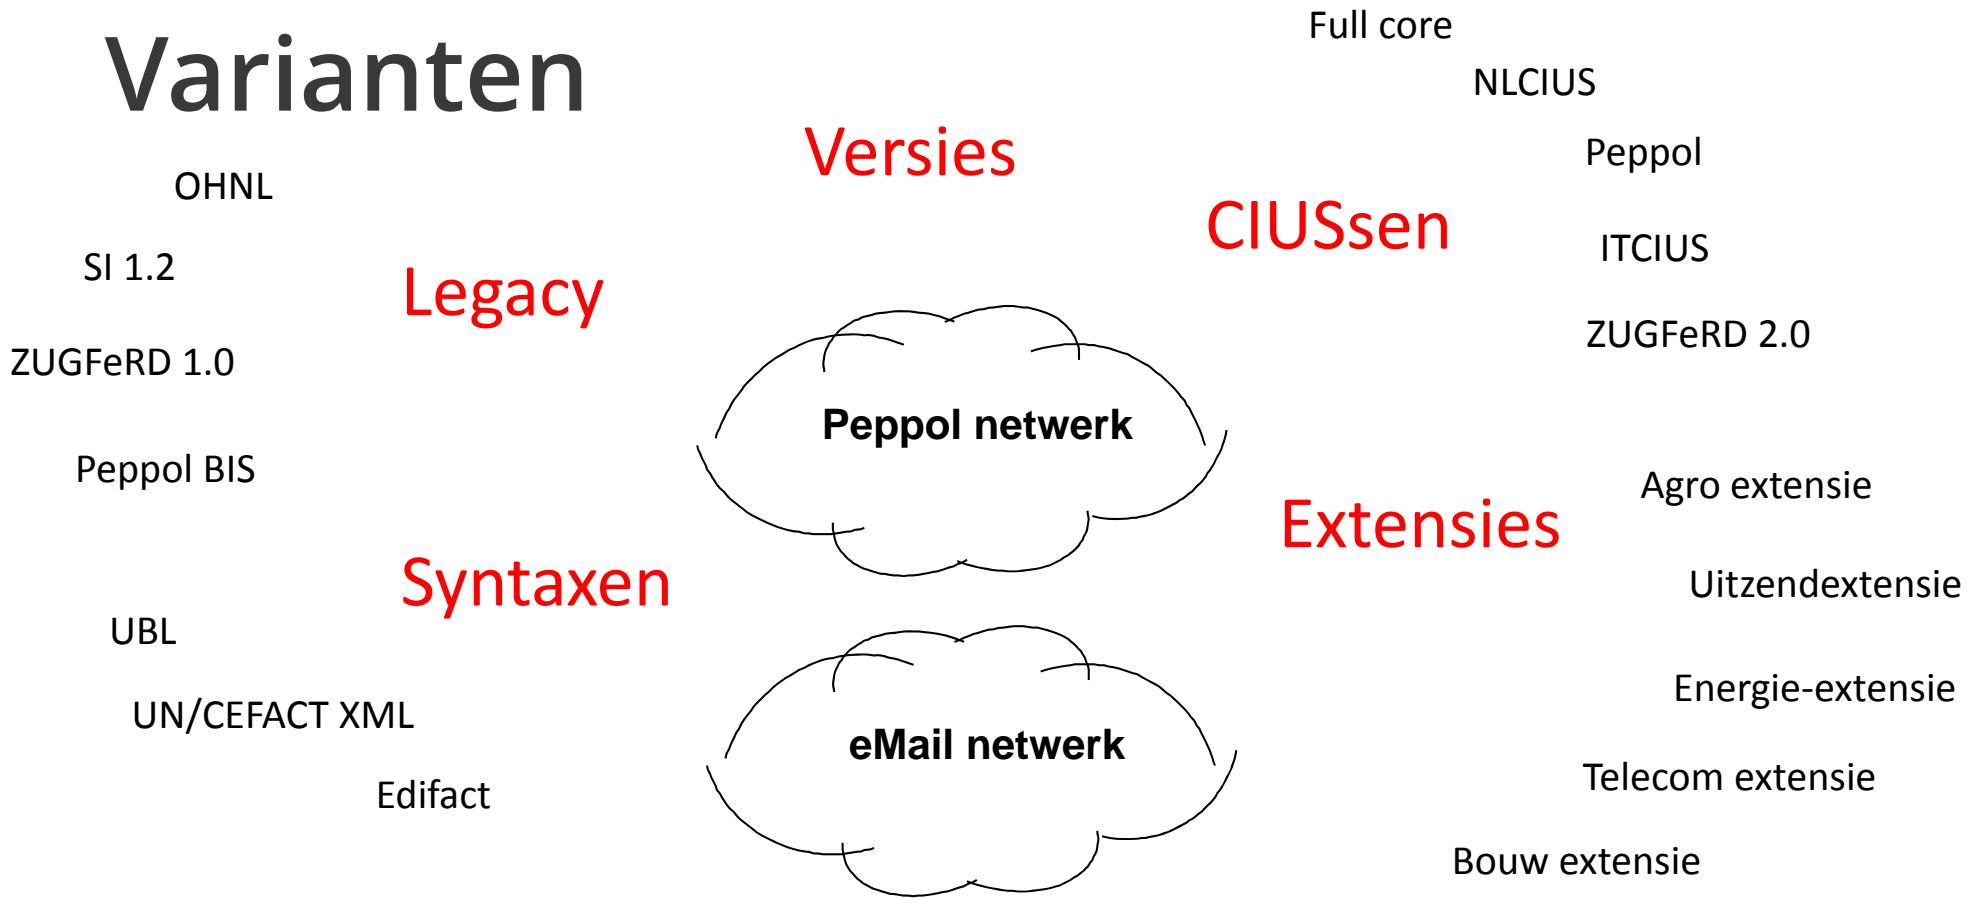 Varianten
Versies
Legacy
OHNL
SI 1.2
ZUGFeRD 1.0
Peppol BIS
Syntaxen
UBL
UN/CEFACT XML
Edifact
Peppol netwerk
eMail netwerk
CIUSsen
Full core
NLCIUS
Peppol
ITCIUS
ZUGFeRD 2.0
Extensies
Agro extensie
Uitzendextensie
Energie-extensie
Telecom extensie
Bouw extensie